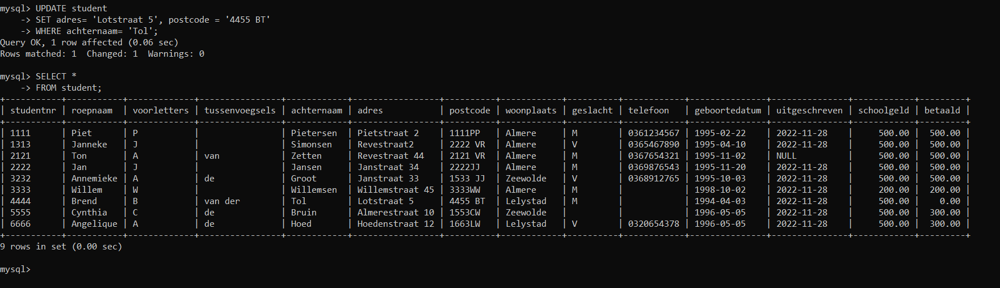 mysql> UPDATE student
    -> SET adres= 'Lotstraat 5', postcode = '4455 BT'
    -> WHERE achternaam= 'Tol';
Query OK, 1 row affected (0.06 sec)
Rows matched: 1  Changed: 1  Warnings: 0

mysql> SELECT *
    -> FROM student;
+-----------+-----------+-------------+----------------+------------+-----------------+----------+------------+----------+------------+---------------+---------------+------------+---------+
| studentnr | roepnaam  | voorletters | tussenvoegsels | achternaam | adres           | postcode | woonplaats | geslacht | telefoon   | geboortedatum | uitgeschreven | schoolgeld | betaald |
+-----------+-----------+-------------+----------------+------------+-----------------+----------+------------+----------+------------+---------------+---------------+------------+---------+
| 1111      | Piet      | P           |                | Pietersen  | Pietstraat 2    | 1111PP   | Almere     | M        | 0361234567 | 1995-02-22    | 2022-11-28    |     500.00 |  500.00 |
| 1313      | Janneke   | J           |                | Simonsen   | Revestraat2     | 2222 VR  | Almere     | V        | 0365467890 | 1995-04-10    | 2022-11-28    |     500.00 |  500.00 |
| 2121      | Ton       | A           | van            | Zetten     | Revestraat 44   | 2121 VR  | Almere     | M        | 0367654321 | 1995-11-02    | NULL          |     500.00 |  500.00 |
| 2222      | Jan       | J           |                | Jansen     | Janstraat 34    | 2222JJ   | Almere     | M        | 0369876543 | 1995-11-20    | 2022-11-28    |     500.00 |  500.00 |
| 3232      | Annemieke | A           | de             | Groot      | Janstraat 33    | 1533 JJ  | Zeewolde   | V        | 0368912765 | 1995-10-03    | 2022-11-28    |     500.00 |  500.00 |
| 3333      | Willem    | W           |                | Willemsen  | Willemstraat 45 | 3333WW   | Almere     | M        |            | 1998-10-02    | 2022-11-28    |     200.00 |  200.00 |
| 4444      | Brend     | B           | van der        | Tol        | Lotstraat 5     | 4455 BT  | Lelystad   | M        |            | 1994-04-03    | 2022-11-28    |     500.00 |    0.00 |
| 5555      | Cynthia   | C           | de             | Bruin      | Almerestraat 10 | 1553CW   | Zeewolde   |          |            | 1996-05-05    | 2022-11-28    |     500.00 |  300.00 |
| 6666      | Angelique | A           | de             | Hoed       | Hoedenstraat 12 | 1663LW   | Lelystad   | V        | 0320654378 | 1996-05-05    | 2022-11-28    |     500.00 |  300.00 |
+-----------+-----------+-------------+----------------+------------+-----------------+----------+------------+----------+------------+---------------+---------------+------------+---------+
9 rows in set (0.00 sec)

mysql>